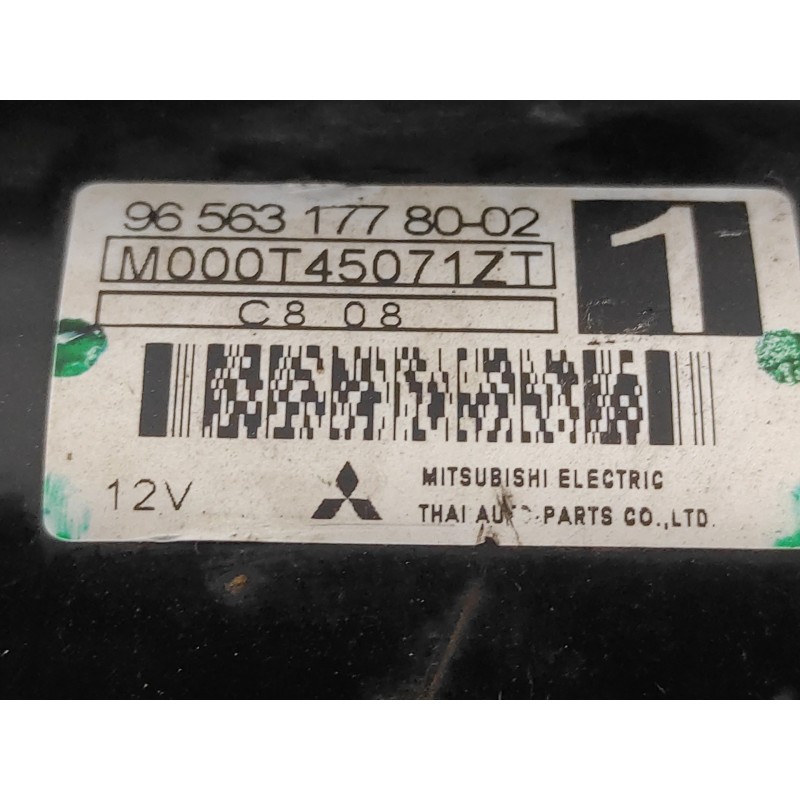 96 563 177 80-02
1
M000T45071ZT
C8 08
12V
MITSUBISHI ELECTRIC
THAI AUTO PARTS CO.,LTD.